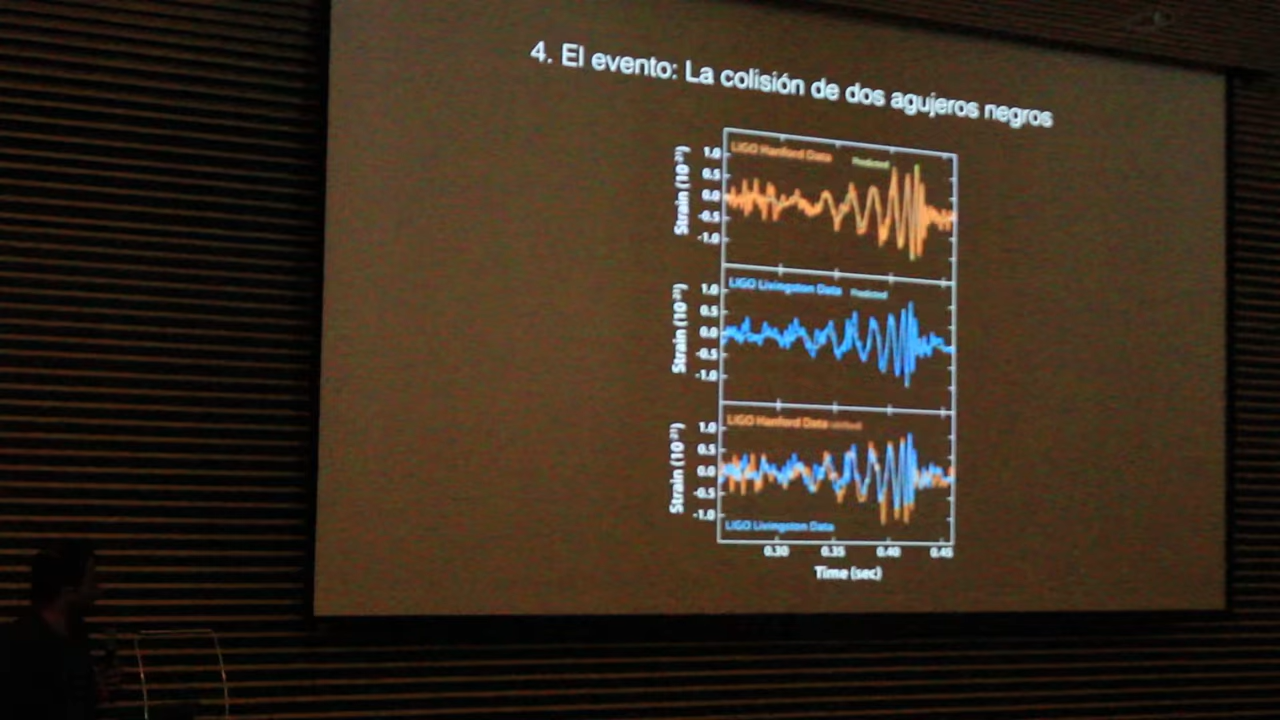 4. El evento: La colisión de dos agujeros negros
LIGO Hanford Data
Predicted
1.0
0.5
0.0
-0.5
-1.0
Strain (10⁻²¹)
LIGO Livingston Data
Predicted
1.0
0.5
0.0
-0.5
-1.0
Strain (10⁻²¹)
LIGO Hanford Data
1.0
0.5
0.0
-0.5
-1.0
Strain (10⁻²¹)
LIGO Livingston Data
0.30 0.35 0.40 0.45
Time (sec)